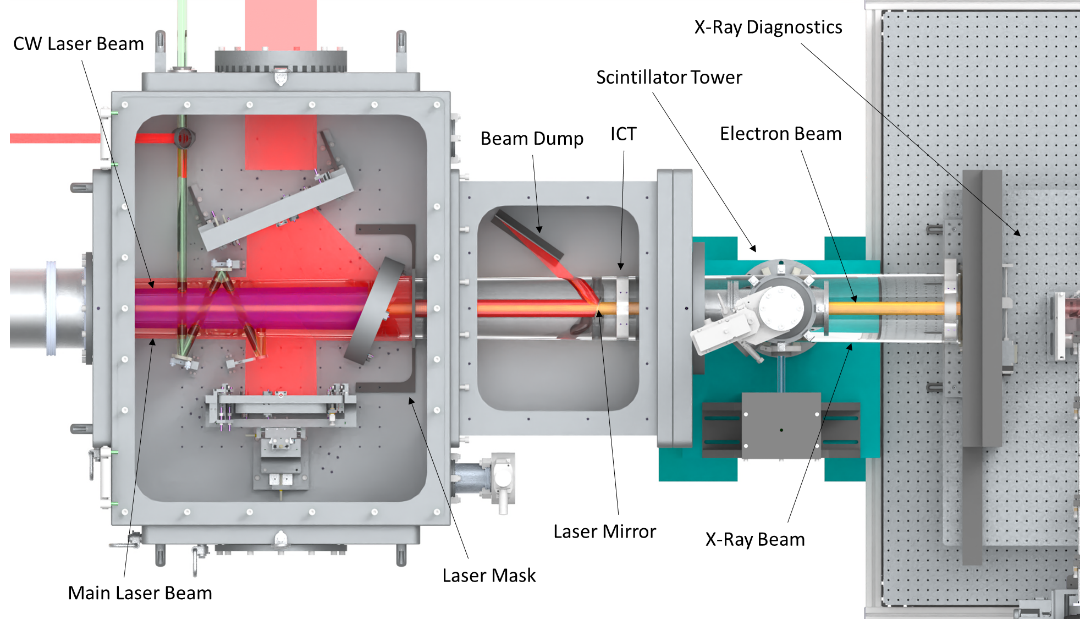 X-Ray Diagnostics
CW Laser Beam
Scintillator Tower
Beam Dump
ICT
Electron Beam
Laser Mirror
X-Ray Beam
Laser Mask
Main Laser Beam